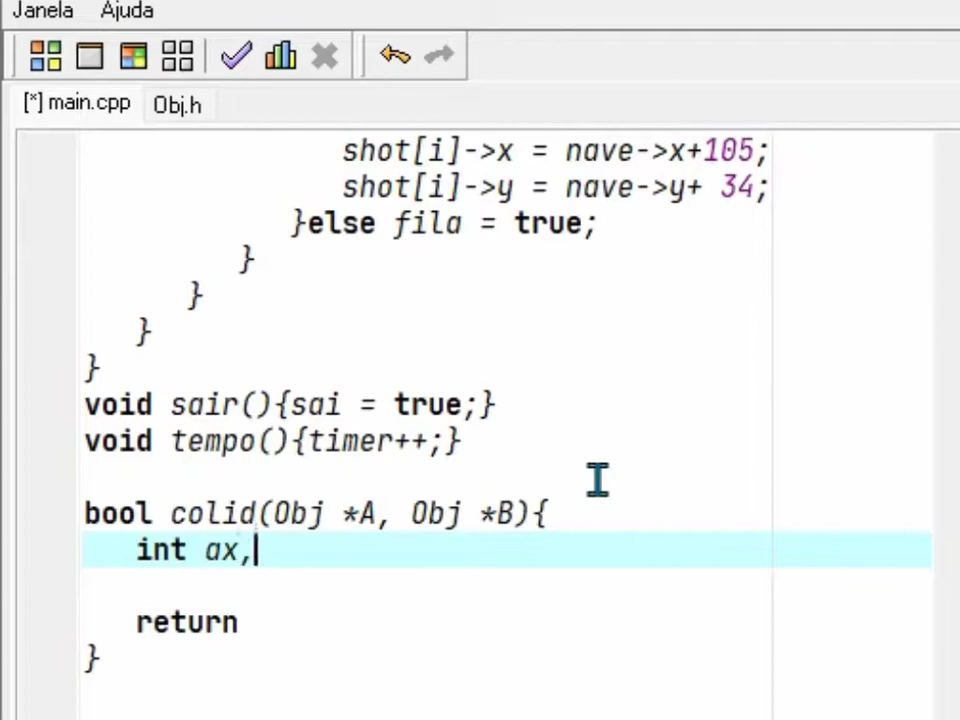 Janela Ajuda
[*] main.cpp Obj.h
shot[i]->x = nave->x+105;
shot[i]->y = nave->y+ 34;
}else fila = true;
}
}
}
}
void sair(){sai = true;}
void tempo(){timer++;}
bool colid(Obj *A, Obj *B){
int ax,
return
}